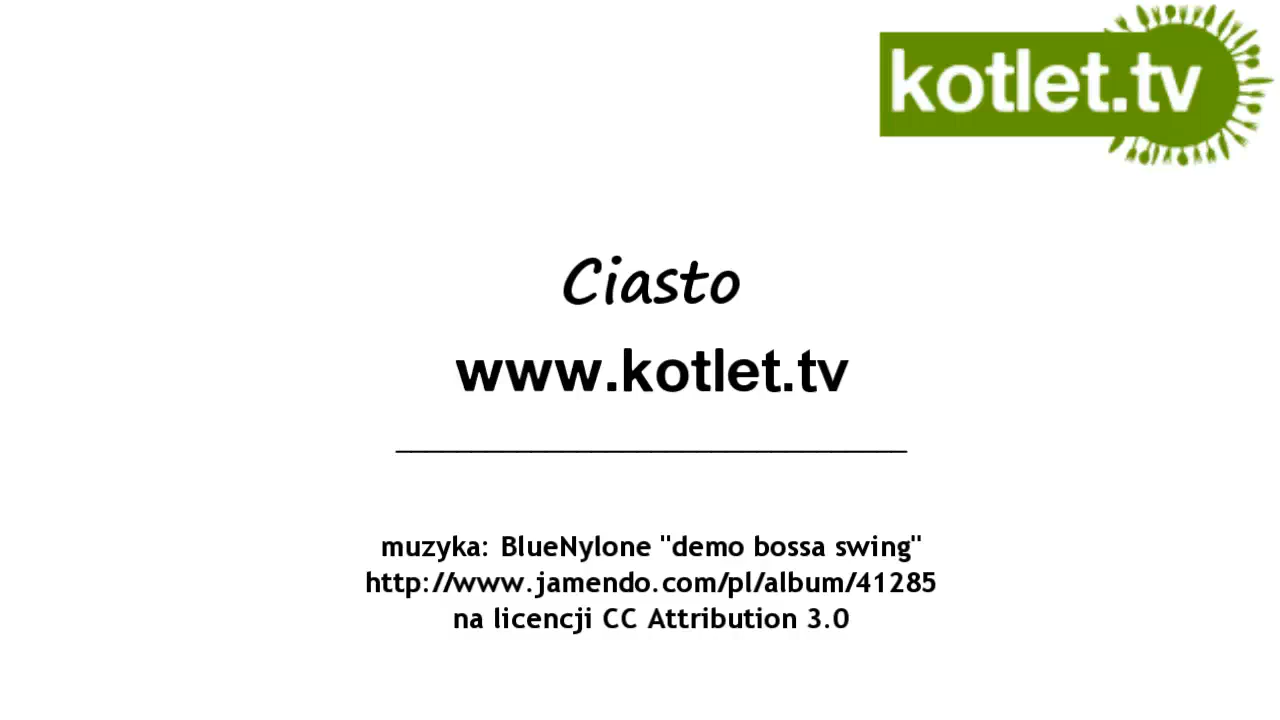 kotlet.tv
Ciasto
www.kotlet.tv
muzyka: BlueNylone "demo bossa swing"
http://www.jamendo.com/pl/album/41285
na licencji CC Attribution 3.0